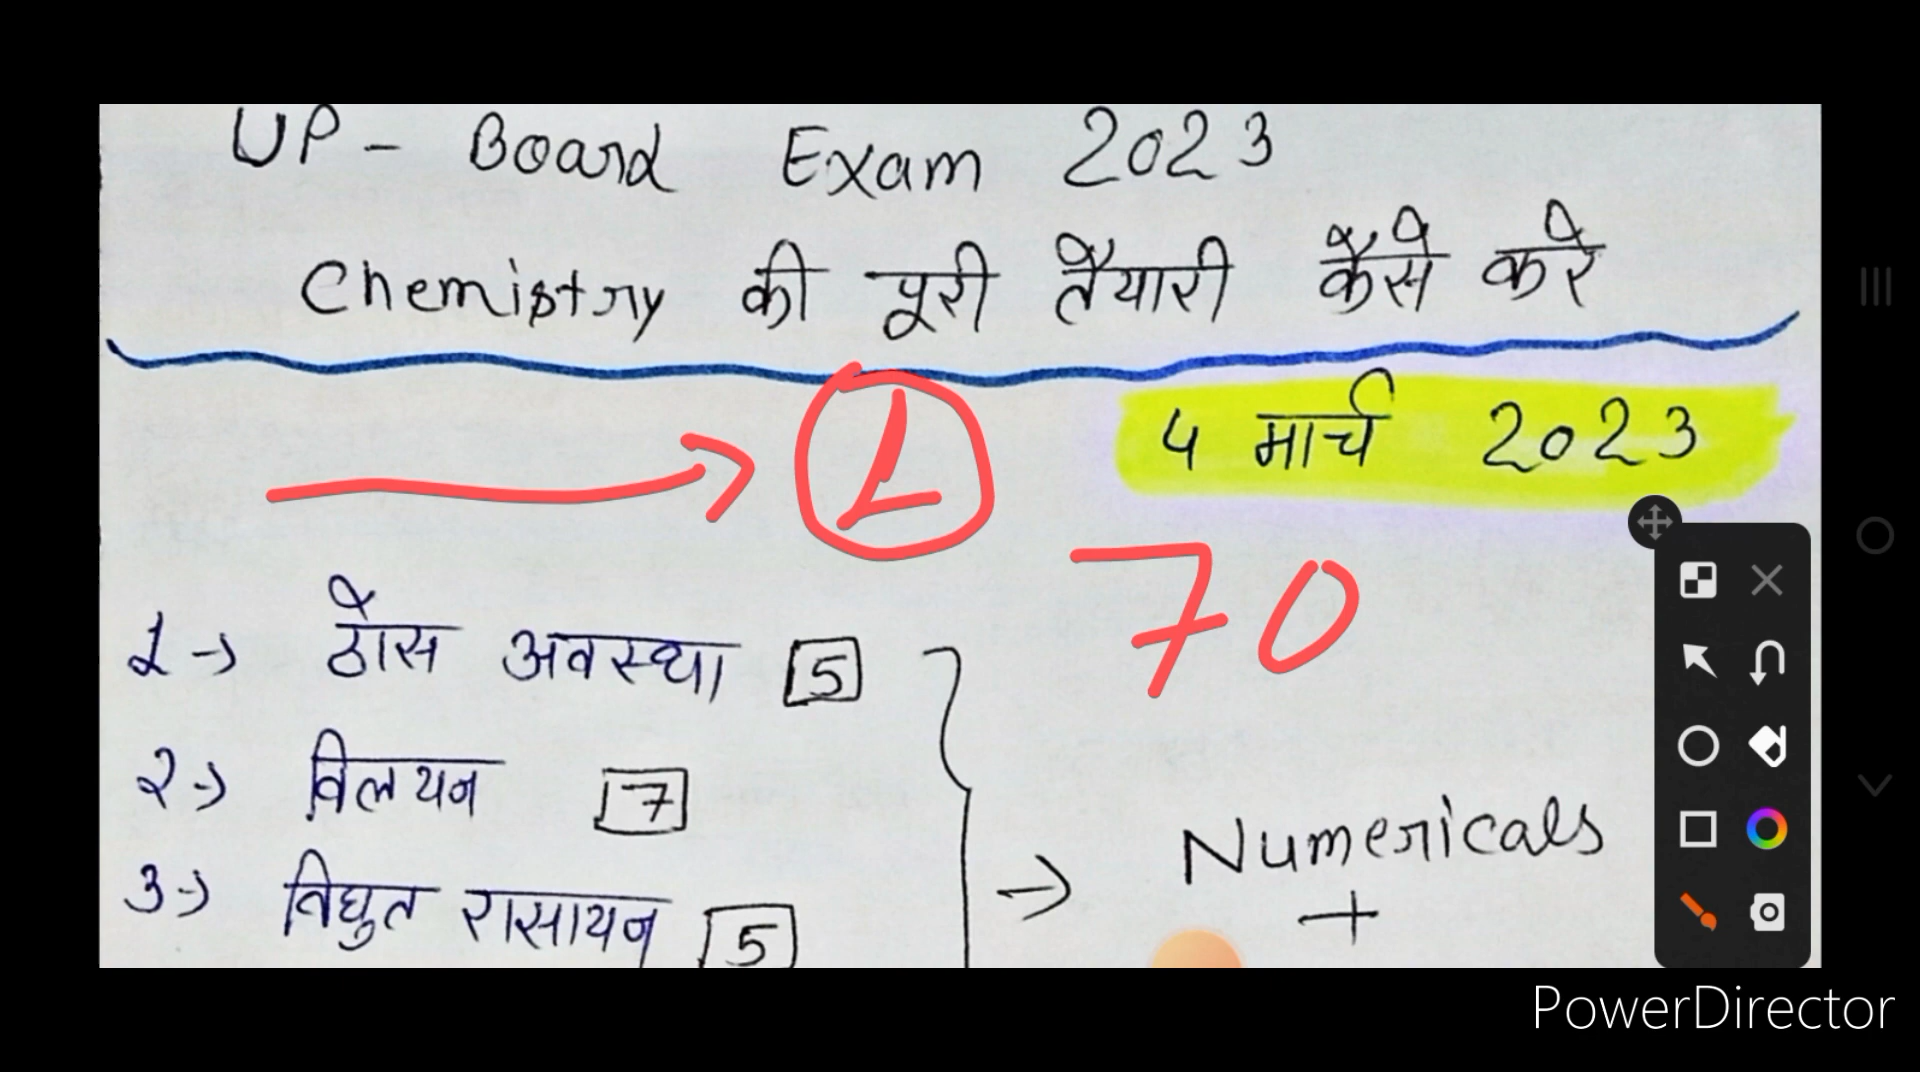 UP- Board Exam 2023
Chemistry की पूरी तैयारी कैसे करे
1
4 मार्च 2023
70
1→ ठोस अवस्था 5
2→ विलयन 7
3→ विघुत रासायन 5
→ Numericals
+
PowerDirector